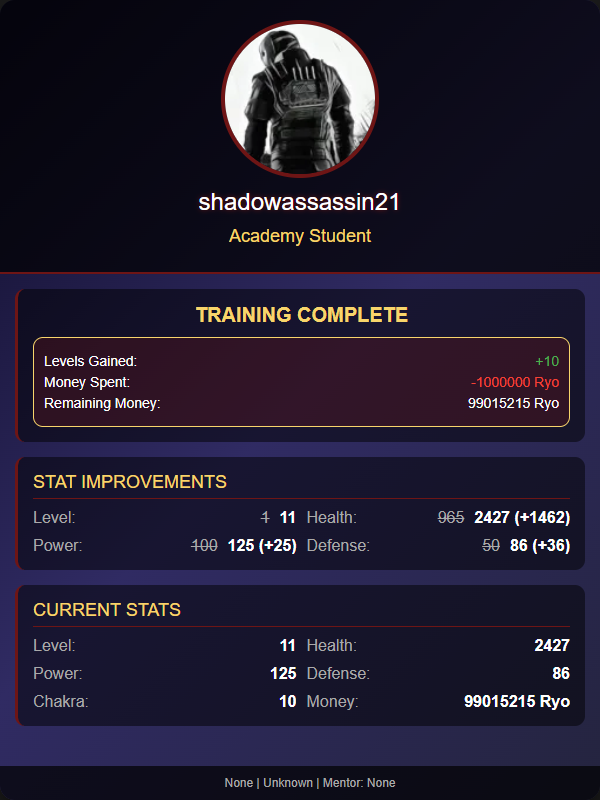 shadowassassin21
Academy Student
TRAINING COMPLETE
Levels Gained: +10
Money Spent: -1000000 Ryo
Remaining Money: 99015215 Ryo
STAT IMPROVEMENTS
Level: 1 11 Health: 965 2427 (+1462)
Power: 100 125 (+25) Defense: 50 86 (+36)
CURRENT STATS
Level: 11 Health: 2427
Power: 125 Defense: 86
Chakra: 10 Money: 99015215 Ryo
None | Unknown | Mentor: None